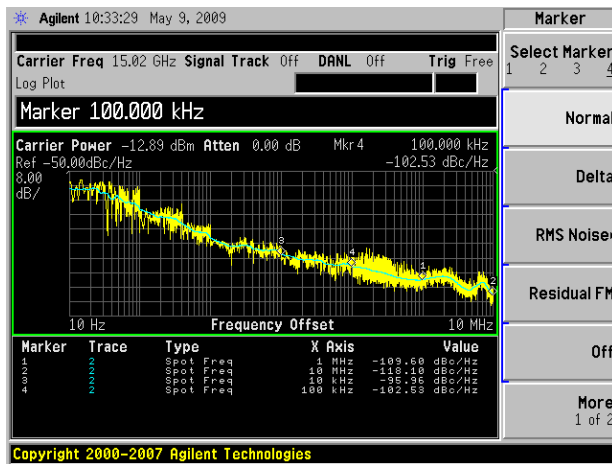 Agilent 10:33:29 May 9, 2009
Marker
Carrier Freq 15.02 GHz Signal Track Off DANL Off Trig Free
Log Plot
Select Marker
1 2 3 4
Marker 100.000 kHz
Normal
Carrier Power -12.89 dBm Atten 0.00 dB Mkr4 100.000 kHz
Ref -50.00dBc/Hz -102.53 dBc/Hz
8.00
dB/
Delta
RMS Noise
Residual FM
3
4
1
2
10 Hz Frequency Offset 10 MHz
Off
Marker Trace Type X Axis Value
1 2 Spot Freq 1 MHz -109.60 dBc/Hz
2 2 Spot Freq 10 MHz -118.10 dBc/Hz
3 2 Spot Freq 10 kHz -95.96 dBc/Hz
4 2 Spot Freq 100 kHz -102.53 dBc/Hz
More
1 of 2
Copyright 2000-2007 Agilent Technologies